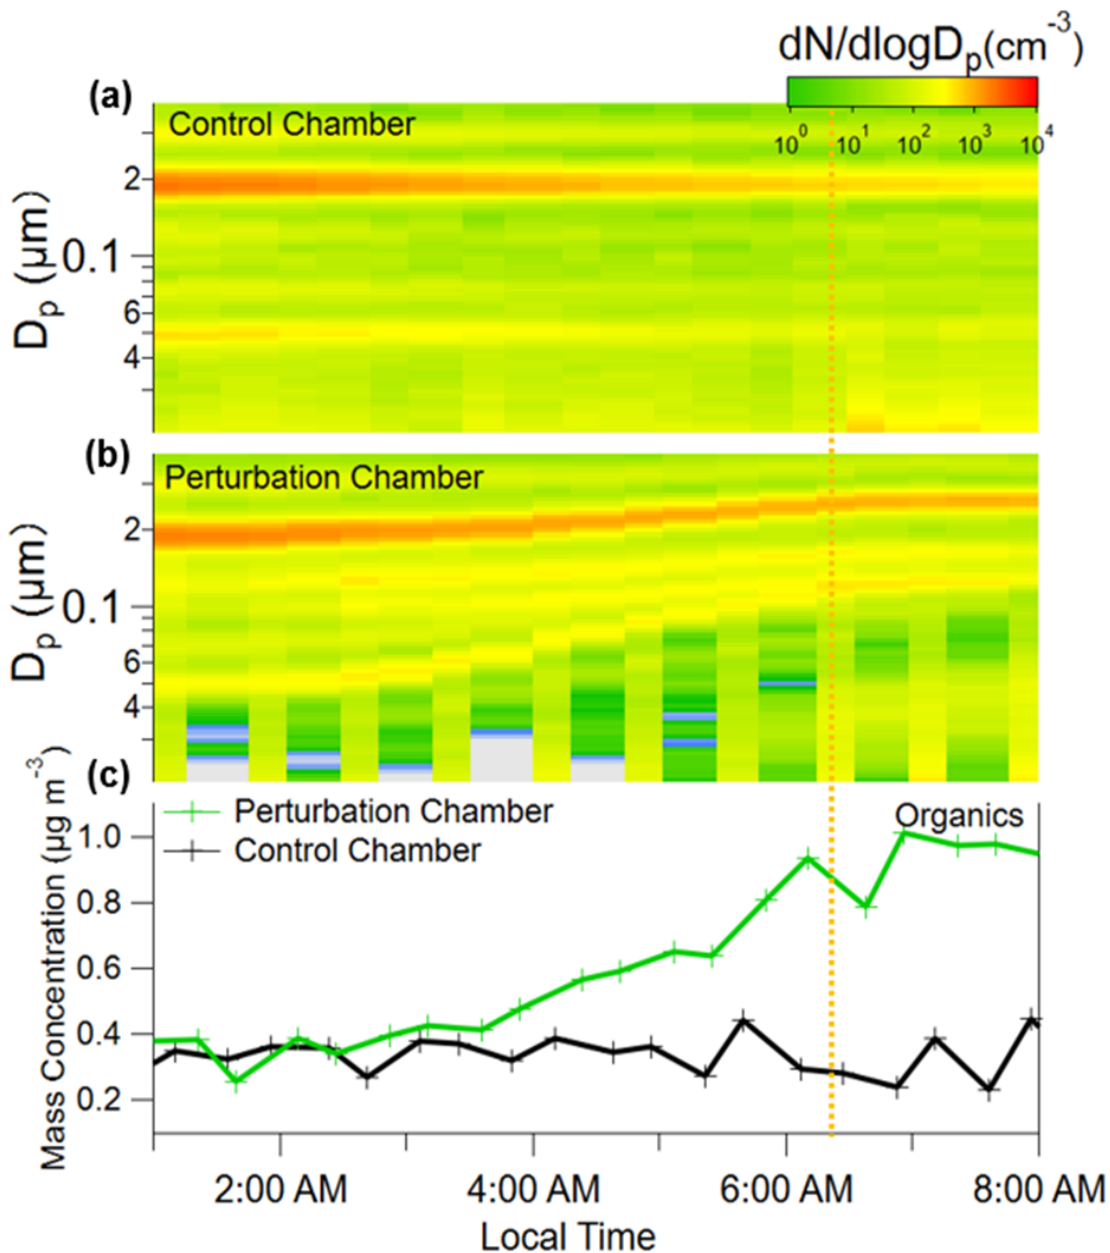 dN/dlogDp(cm-3)
10^0 10^1 10^2 10^3 10^4
(a)
Control Chamber
2
0.1
6
4
Dp (µm)
(b)
Perturbation Chamber
2
0.1
6
4
Dp (µm)
(c)
Perturbation Chamber
Control Chamber
Organics
1.0
0.8
0.6
0.4
0.2
Mass Concentration (µg m-3)
2:00 AM 4:00 AM 6:00 AM 8:00 AM
Local Time